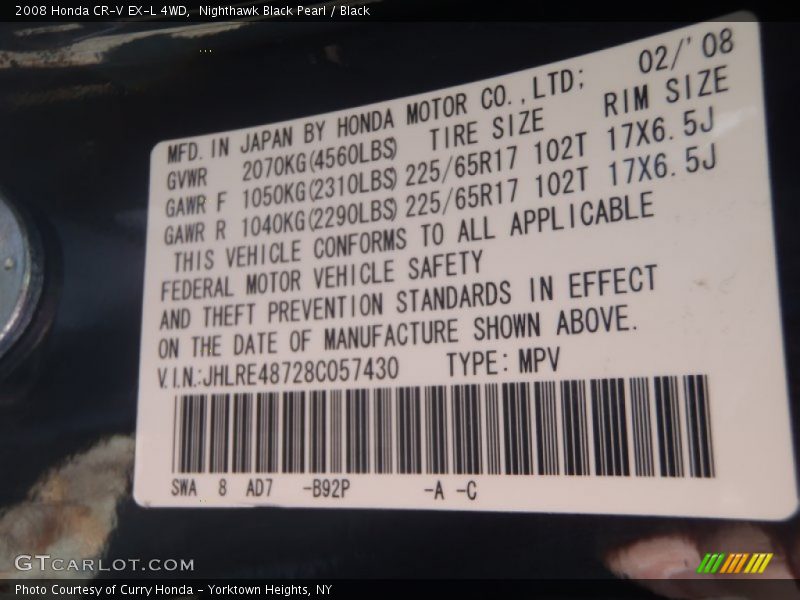 2008 Honda CR-V EX-L 4WD, Nighthawk Black Pearl / Black
MFD. IN JAPAN BY HONDA MOTOR CO., LTD; 02/'08
GVWR 2070KG(4560LBS) TIRE SIZE RIM SIZE
GAWR F 1050KG(2310LBS) 225/65R17 102T 17X6.5J
GAWR R 1040KG(2290LBS) 225/65R17 102T 17X6.5J
THIS VEHICLE CONFORMS TO ALL APPLICABLE
FEDERAL MOTOR VEHICLE SAFETY
AND THEFT PREVENTION STANDARDS IN EFFECT
ON THE DATE OF MANUFACTURE SHOWN ABOVE.
V.I.N.:JHLRE48728C057430 TYPE: MPV
SWA 8 AD7 -B92P -A -C
GTCARLOT.COM
Photo Courtesy of Curry Honda - Yorktown Heights, NY